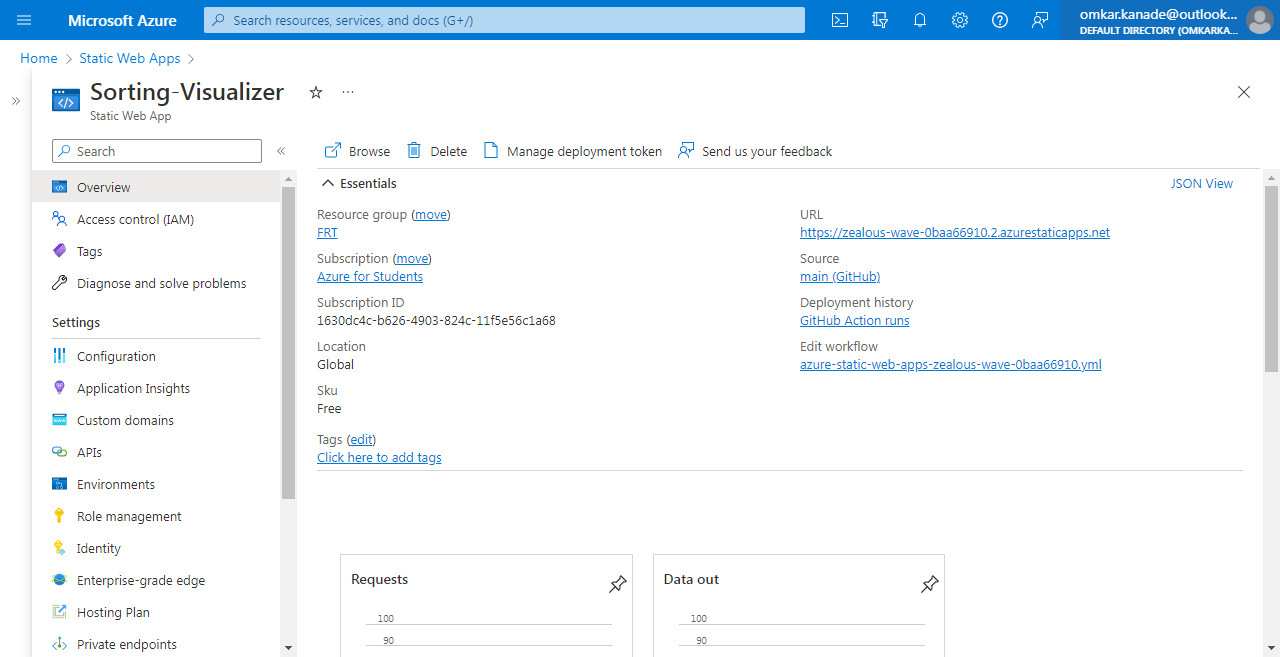 Microsoft Azure
Search resources, services, and docs (G+/)
omkar.kanade@outlook...
DEFAULT DIRECTORY (OMKARKA...
Home > Static Web Apps >
Sorting-Visualizer
Static Web App
Search
Overview
Access control (IAM)
Tags
Diagnose and solve problems
Settings
Configuration
Application Insights
Custom domains
APIs
Environments
Role management
Identity
Enterprise-grade edge
Hosting Plan
Private endpoints
Browse Delete Manage deployment token Send us your feedback
Essentials
JSON View
Resource group (move)
FRT
Subscription (move)
Azure for Students
Subscription ID
1630dc4c-b626-4903-824c-11f5e56c1a68
Location
Global
Sku
Free
Tags (edit)
Click here to add tags
URL
https://zealous-wave-0baa66910.2.azurestaticapps.net
Source
main (GitHub)
Deployment history
GitHub Action runs
Edit workflow
azure-static-web-apps-zealous-wave-0baa66910.yml
Requests
100
90
Data out
100
90